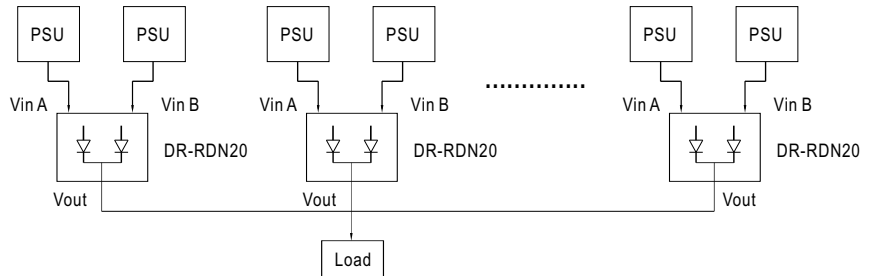 PSU PSU PSU PSU PSU PSU
Vin A Vin B Vin A Vin B Vin A Vin B
DR-RDN20 DR-RDN20 DR-RDN20
Vout Vout Vout
Load